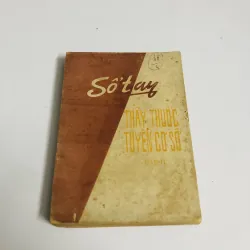 Sổ tay
THẦY THUỐC
TUYẾN CƠ SỞ